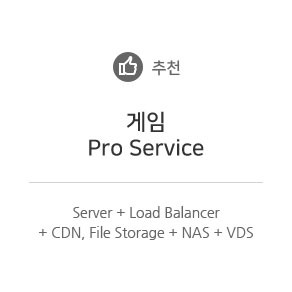 추천
게임
Pro Service
Server + Load Balancer
+ CDN, File Storage + NAS + VDS